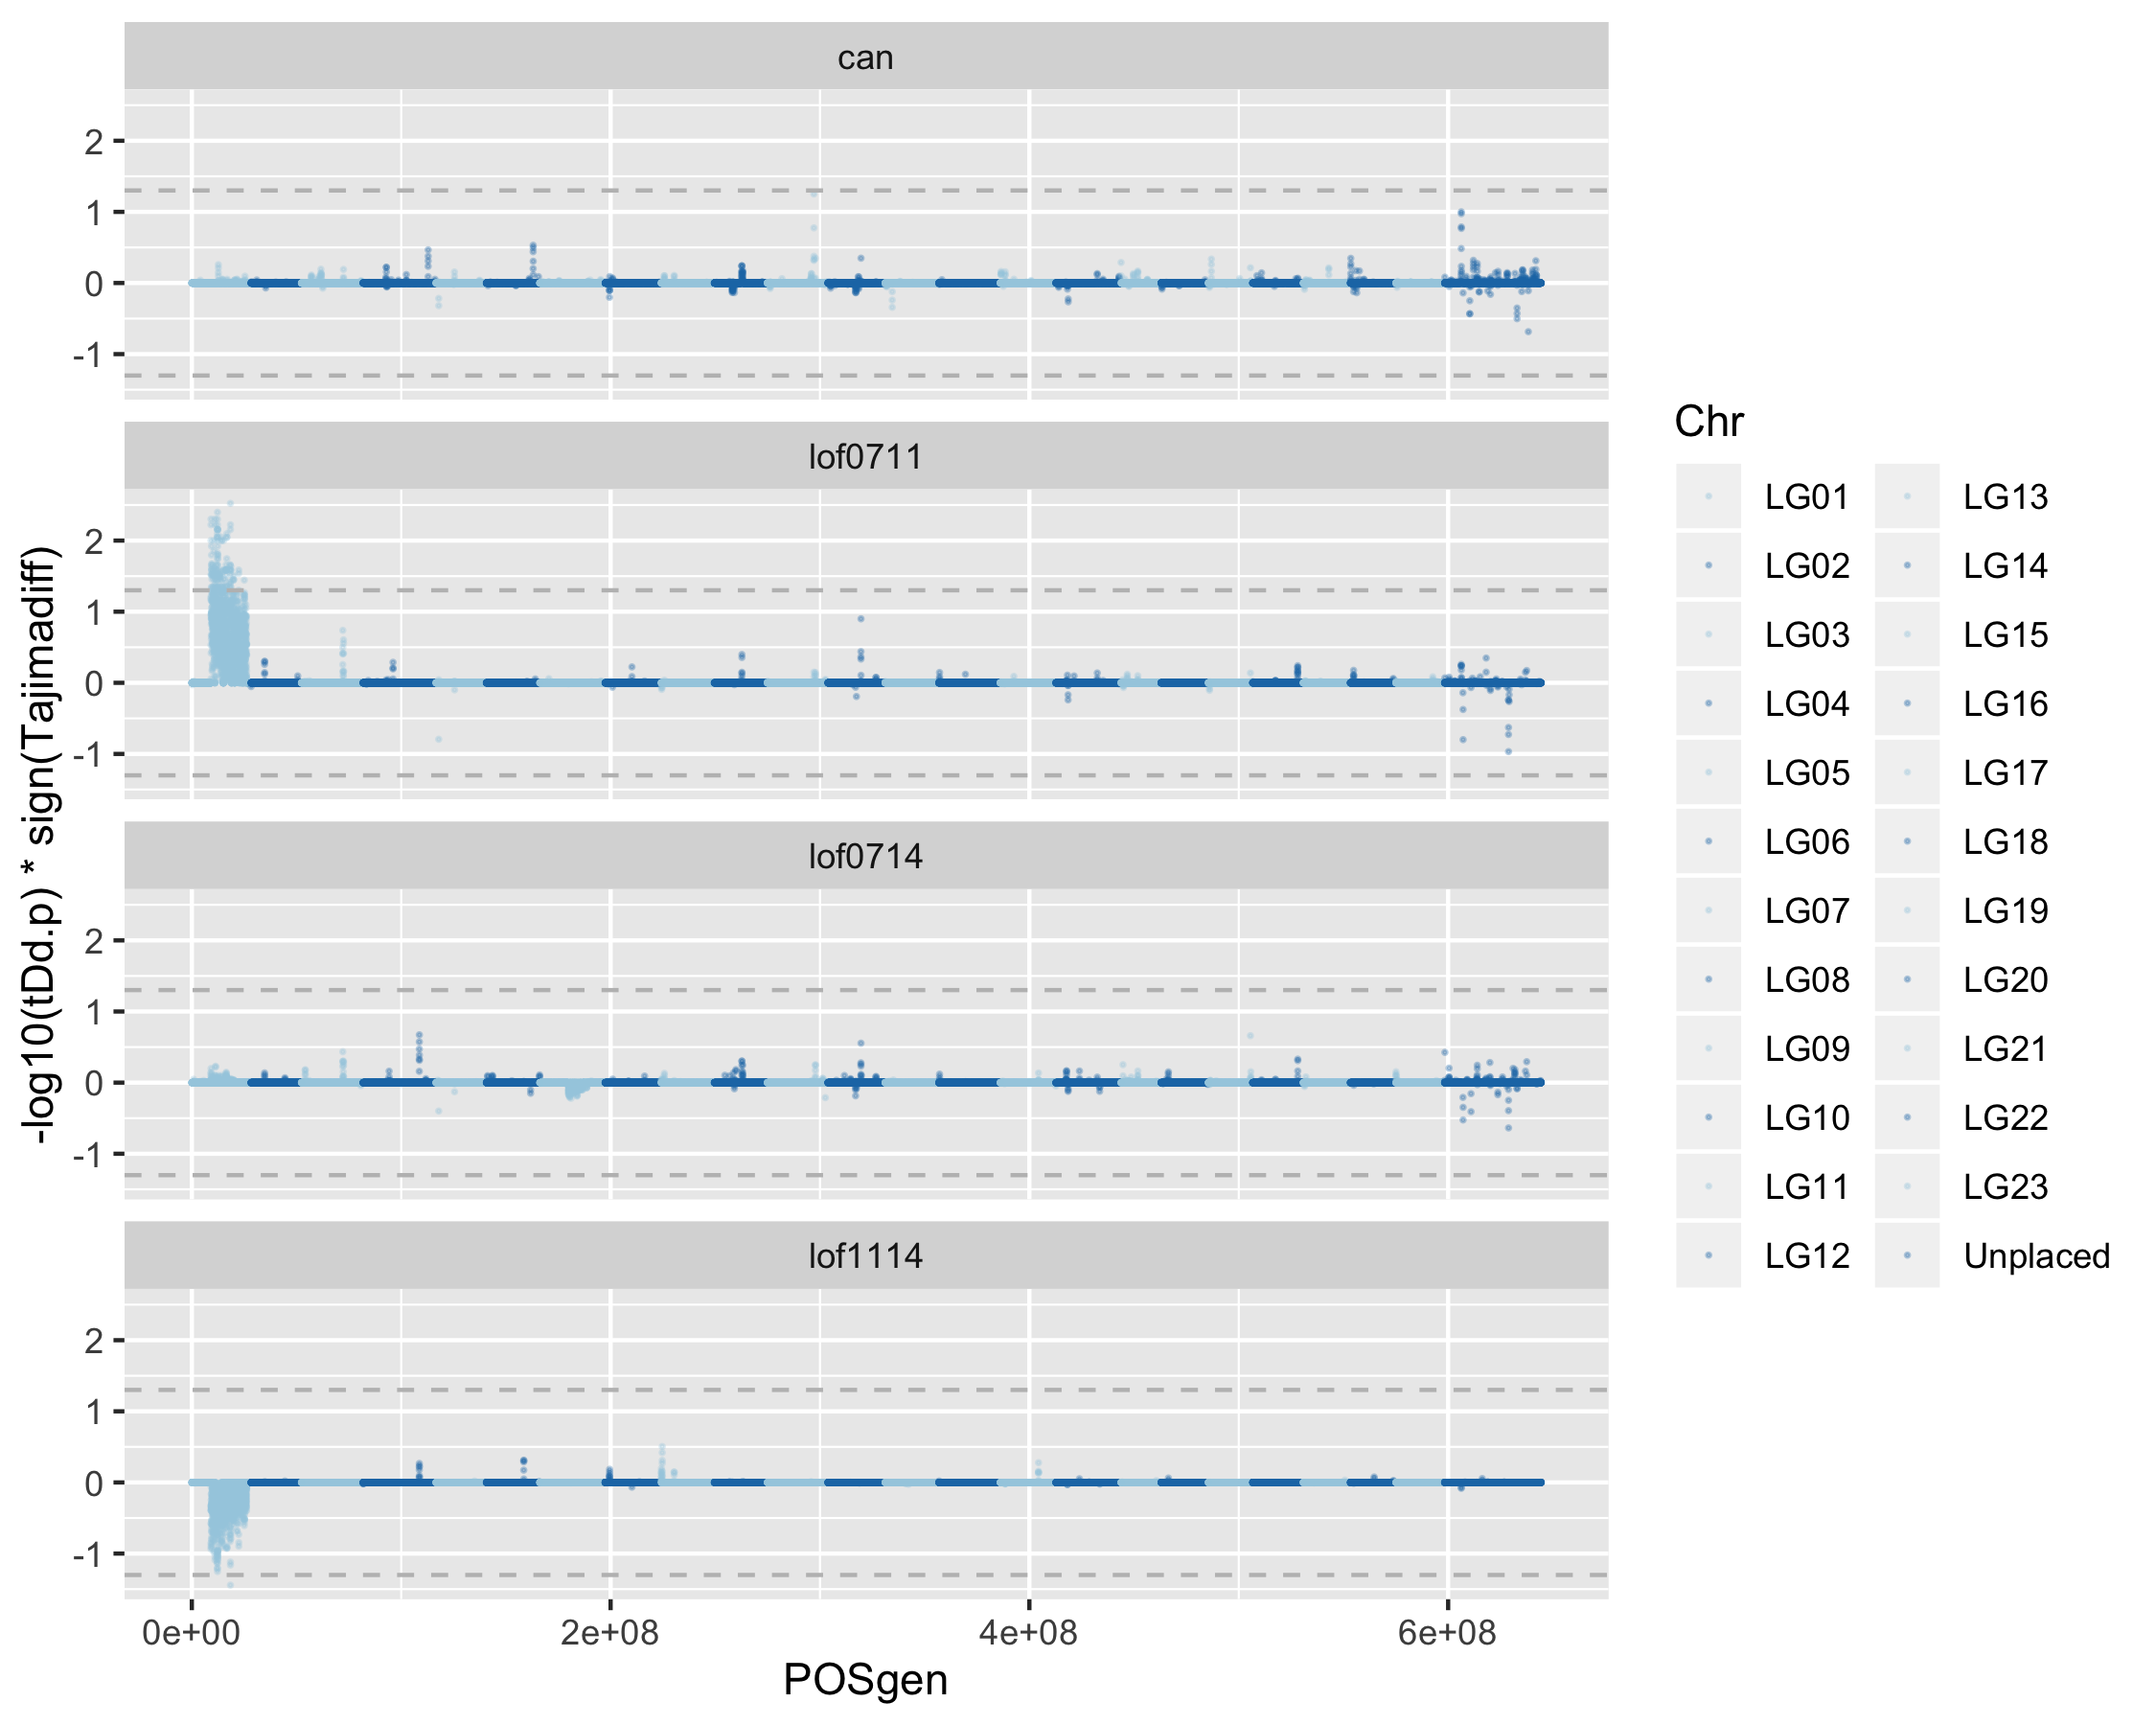 can
2
1
0
-1
lof0711
2
1
0
-1
lof0714
2
1
0
-1
lof1114
2
1
0
-1
-log10(tDd.p) * sign(Tajimadiff)
0e+00 2e+08 4e+08 6e+08
POSgen
Chr
LG01 LG13
LG02 LG14
LG03 LG15
LG04 LG16
LG05 LG17
LG06 LG18
LG07 LG19
LG08 LG20
LG09 LG21
LG10 LG22
LG11 LG23
LG12 Unplaced